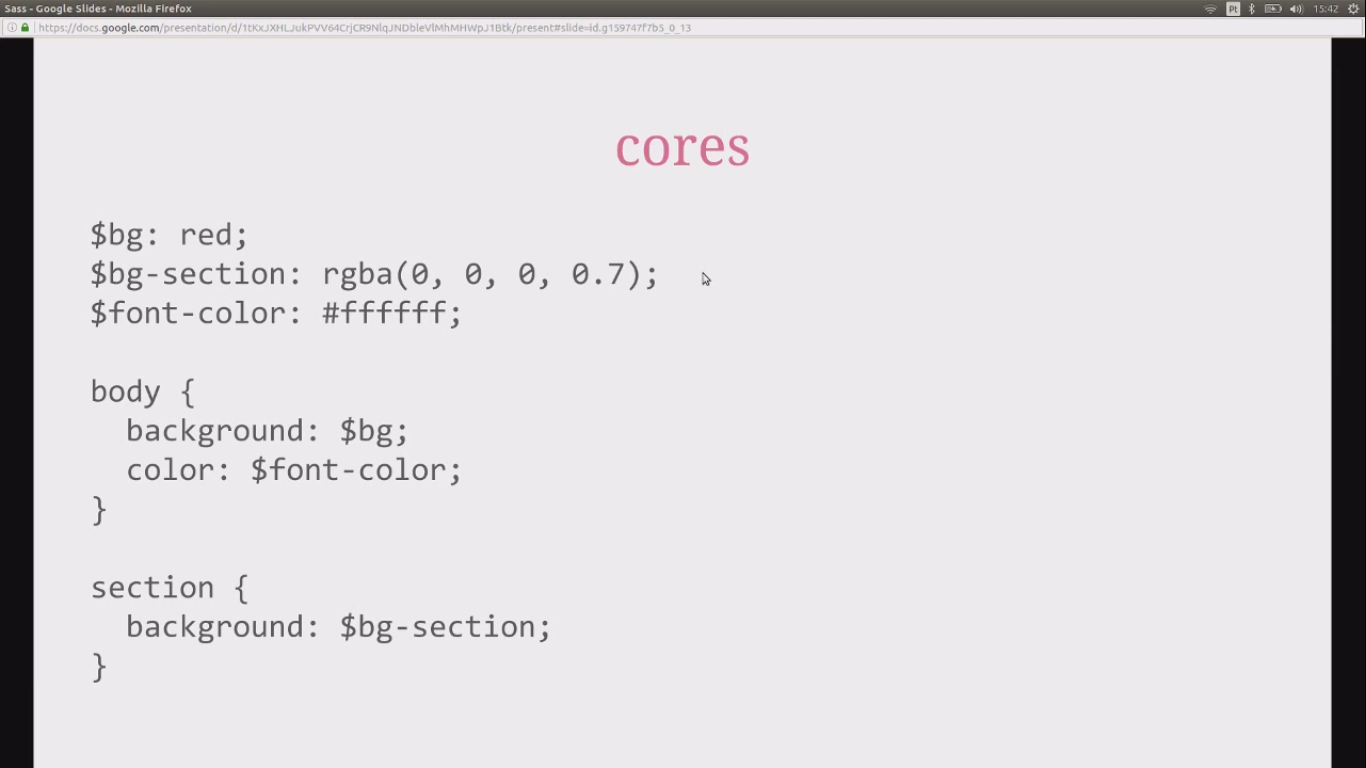 Sass - Google Slides - Mozilla Firefox
Pt
15:42
https://docs.google.com/presentation/d/1tKxJXHLJukPVV64CrjCR9NlqJNDbleVlMhMHWpJ1Btk/present#slide=id.g159747f7b5_0_13
cores
$bg: red;
$bg-section: rgba(0, 0, 0, 0.7);
$font-color: #ffffff;
body {
  background: $bg;
  color: $font-color;
}
section {
  background: $bg-section;
}